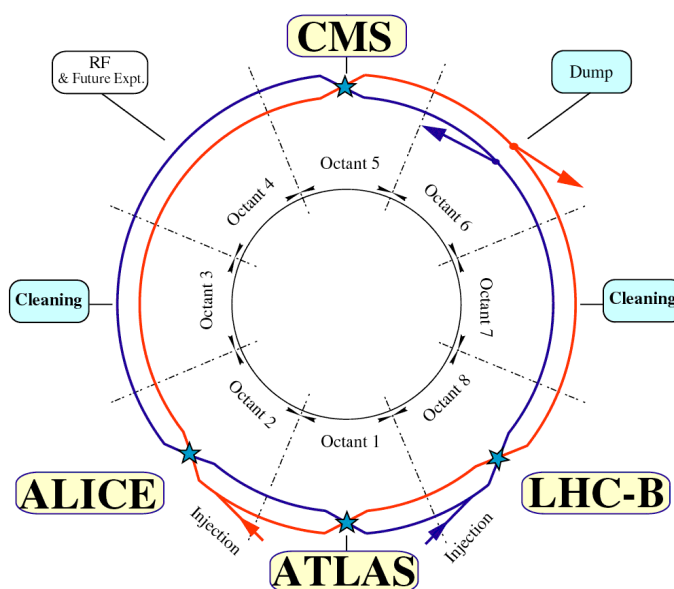 CMS
RF
& Future Expt.
Dump
Octant 5
Octant 4
Octant 6
Cleaning
Octant 3
Octant 7
Cleaning
Octant 2
Octant 8
Octant 1
ALICE
LHC-B
Injection
Injection
ATLAS